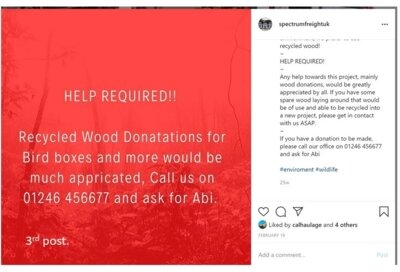 HELP REQUIRED!!
Recycled Wood Donatations for
Bird boxes and more would be
much appricated, Call us on
01246 456677 and ask for Abi.
3rd post.
spectrumfreightuk
recycled wood!
~
HELP REQUIRED!
~
Any help towards this project, mainly
wood donations, would be greatly
appreciated by all. If you have some
spare wood laying around that would
be of use and able to be recycled into
a new project, please get in contact
with us ASAP.
~
If you have a donation to be made,
please call our office on 01246 456677
and ask for Abi
#enviroment #wildlife
25w
Liked by calhaulage and 4 others
FEBRUARY 19
Add a comment...
Post